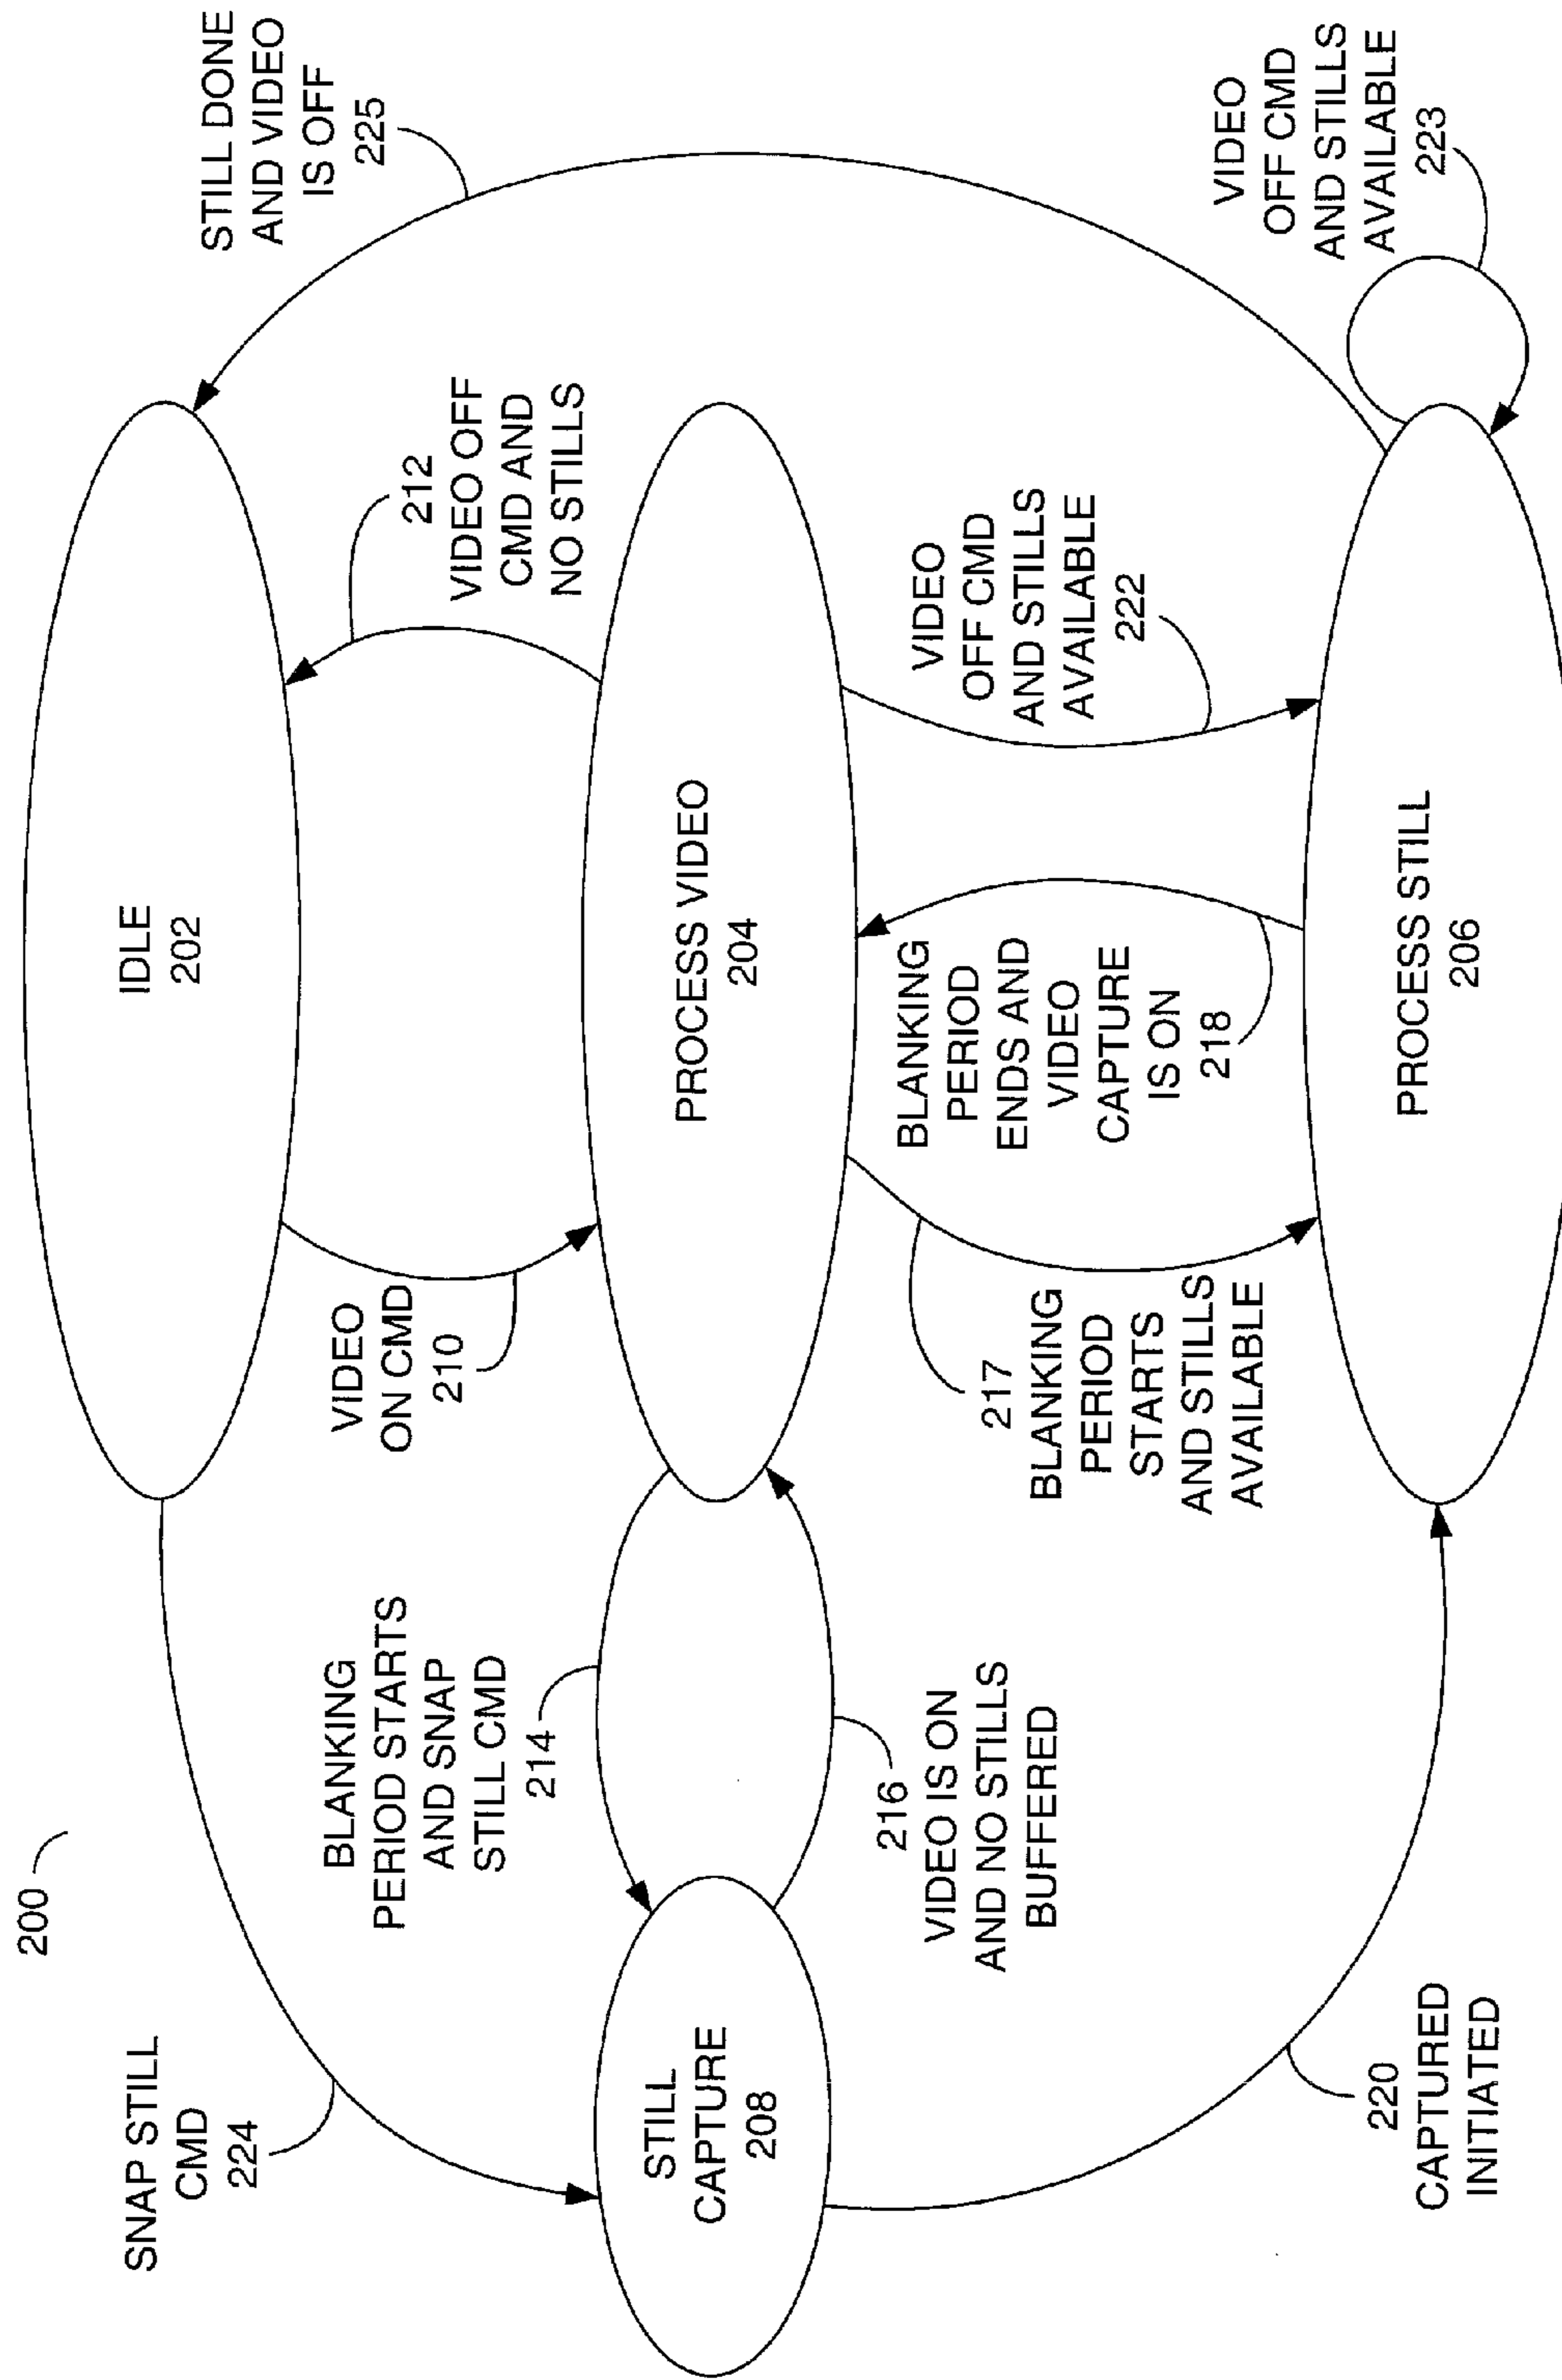 200
SNAP STILL
CMD
224
IDLE
202
STILL DONE
AND VIDEO
IS OFF
225
VIDEO
ON CMD
210
212
VIDEO OFF
CMD AND
NO STILLS
BLANKING
PERIOD STARTS
AND SNAP
STILL CMD
214
STILL
CAPTURE
208
PROCESS VIDEO
204
216
VIDEO IS ON
AND NO STILLS
BUFFERED
217
BLANKING
PERIOD
STARTS
AND STILLS
AVAILABLE
BLANKING
PERIOD
ENDS AND
VIDEO
CAPTURE
IS ON
218
VIDEO
OFF CMD
AND STILLS
AVAILABLE
222
VIDEO
OFF CMD
AND STILLS
AVAILABLE
223
220
CAPTURED
INITIATED
PROCESS STILL
206